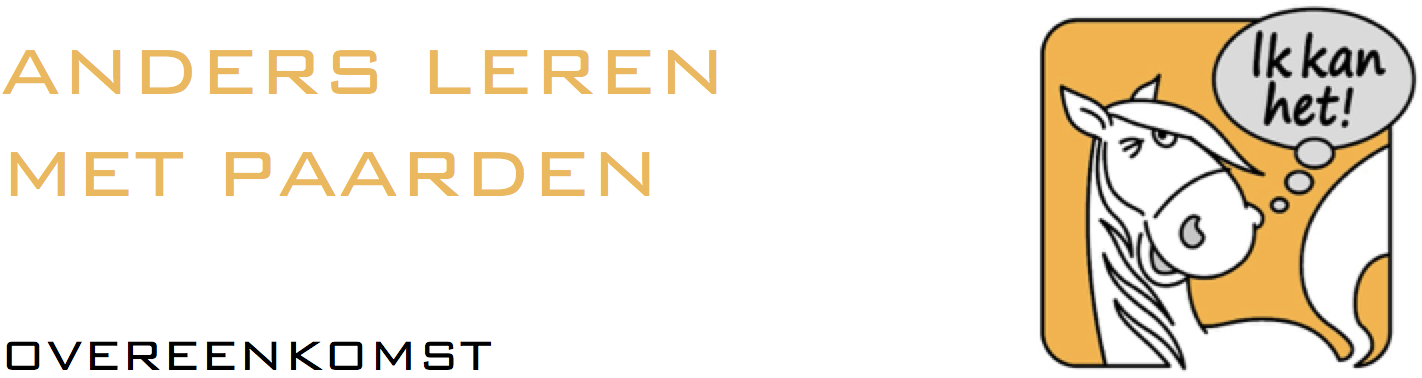 ANDERS LEREN
MET PAARDEN
Ik kan
het!
OVEREENKOMST